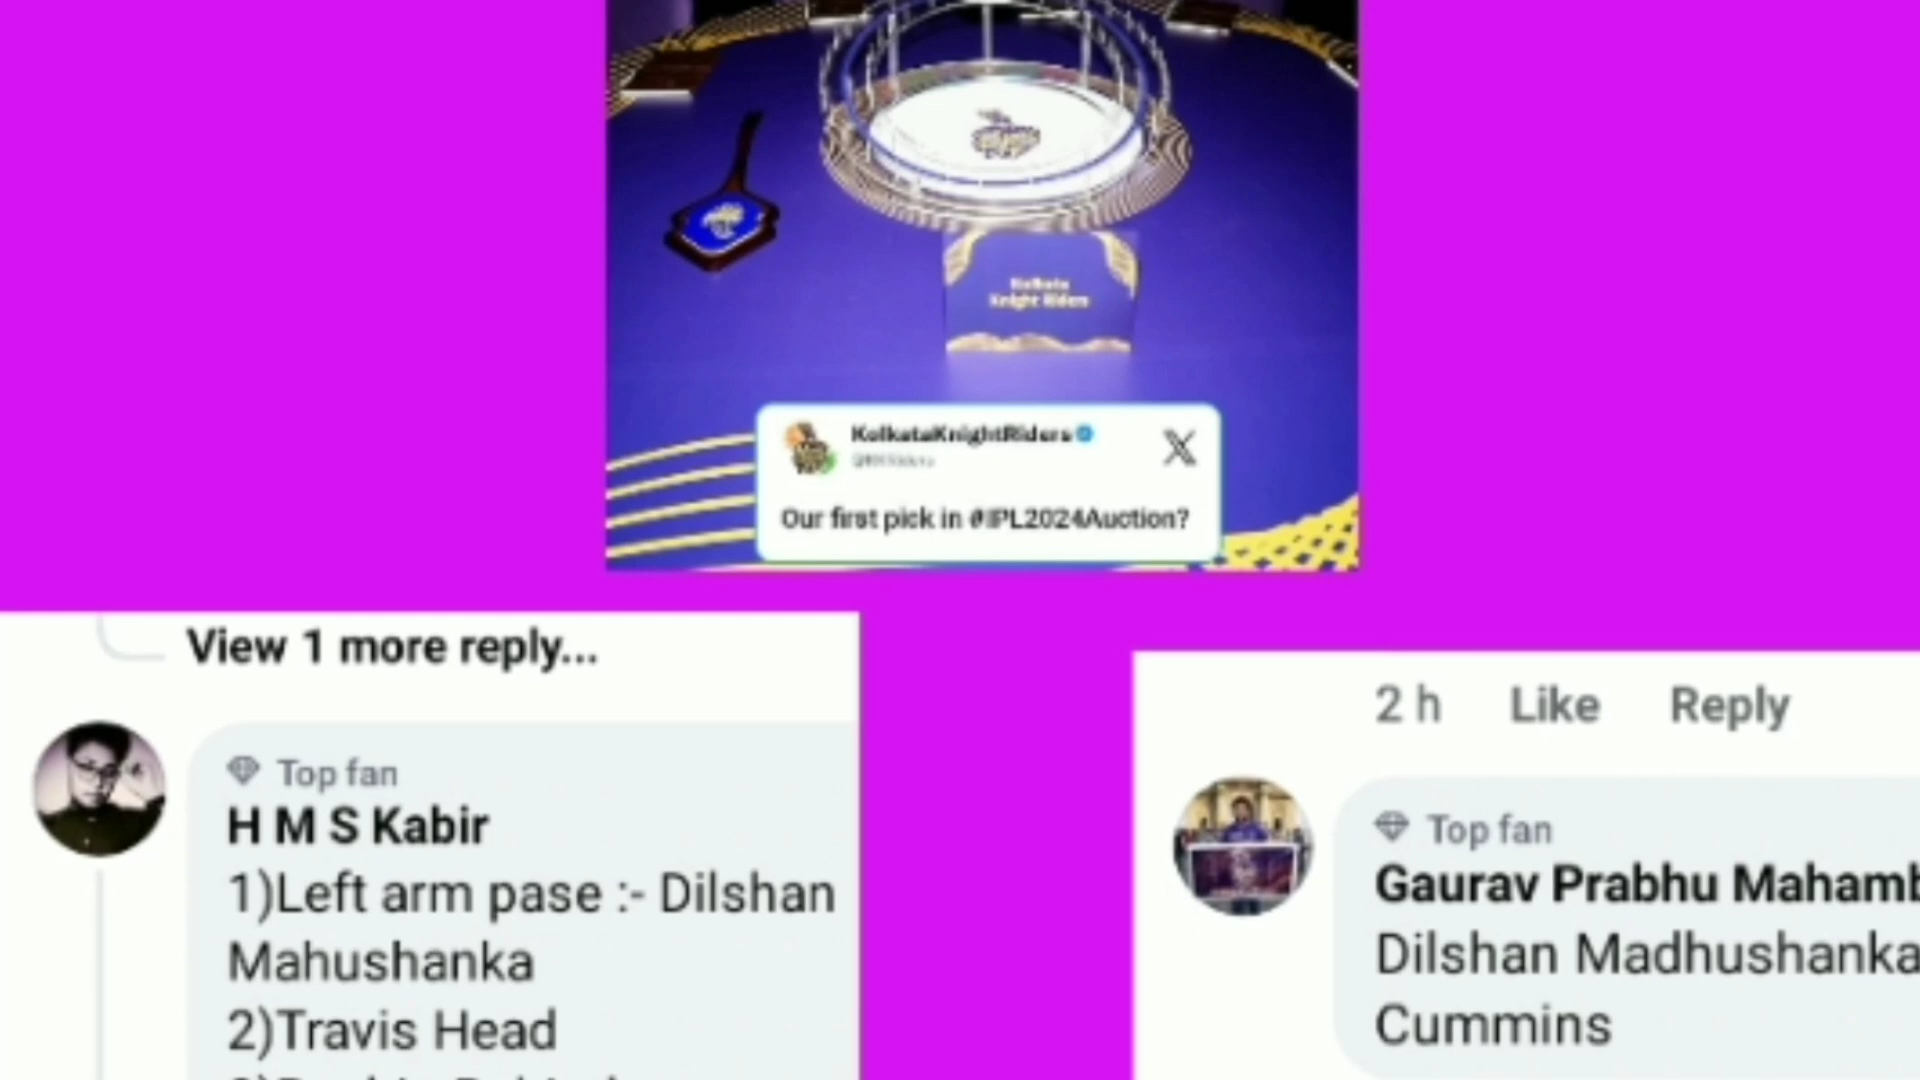 Kolkata
Knight Riders
KolkataKnightRiders
Our first pick in #IPL2024Auction?
View 1 more reply...
Top fan
H M S Kabir
1)Left arm pase :- Dilshan
Mahushanka
2)Travis Head
2 h Like Reply
Top fan
Gaurav Prabhu Mahamb
Dilshan Madhushanka
Cummins